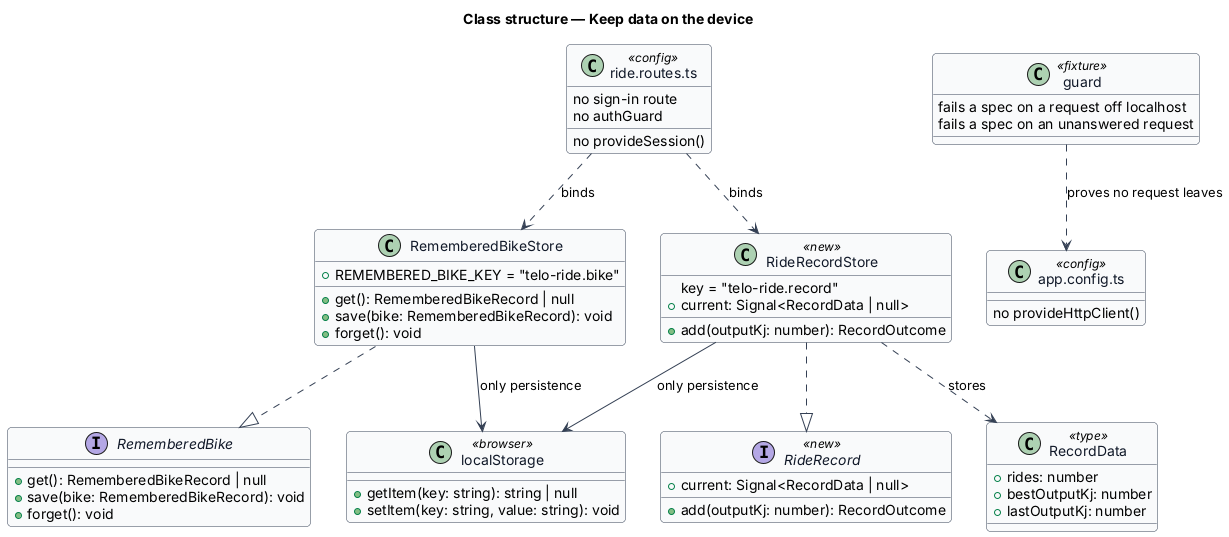 Class structure — Keep data on the device
C «config»
ride.routes.ts
no sign-in route
no authGuard
no provideSession()
C «fixture»
guard
fails a spec on a request off localhost
fails a spec on an unanswered request
binds
binds
proves no request leaves
C RememberedBikeStore
REMEMBERED_BIKE_KEY = "telo-ride.bike"
get(): RememberedBikeRecord | null
save(bike: RememberedBikeRecord): void
forget(): void
C «new»
RideRecordStore
key = "telo-ride.record"
current: Signal<RecordData | null>
add(outputKj: number): RecordOutcome
C «config»
app.config.ts
no provideHttpClient()
only persistence
only persistence
stores
I RememberedBike
get(): RememberedBikeRecord | null
save(bike: RememberedBikeRecord): void
forget(): void
C «browser»
localStorage
getItem(key: string): string | null
setItem(key: string, value: string): void
I «new»
RideRecord
current: Signal<RecordData | null>
add(outputKj: number): RecordOutcome
C «type»
RecordData
rides: number
bestOutputKj: number
lastOutputKj: number